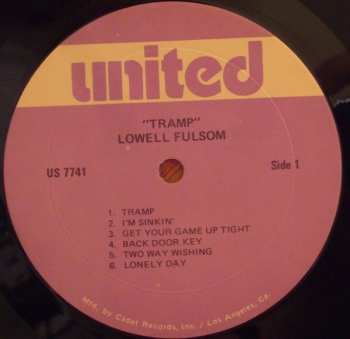 united
"TRAMP"
LOWELL FULSOM
US 7741 Side 1
1. TRAMP
2. I'M SINKIN'
3. GET YOUR GAME UP TIGHT
4. BACK DOOR KEY
5. TWO WAY WISHING
6. LONELY DAY
Mfg. by Cadet Records, Inc. / Los Angeles, Ca.